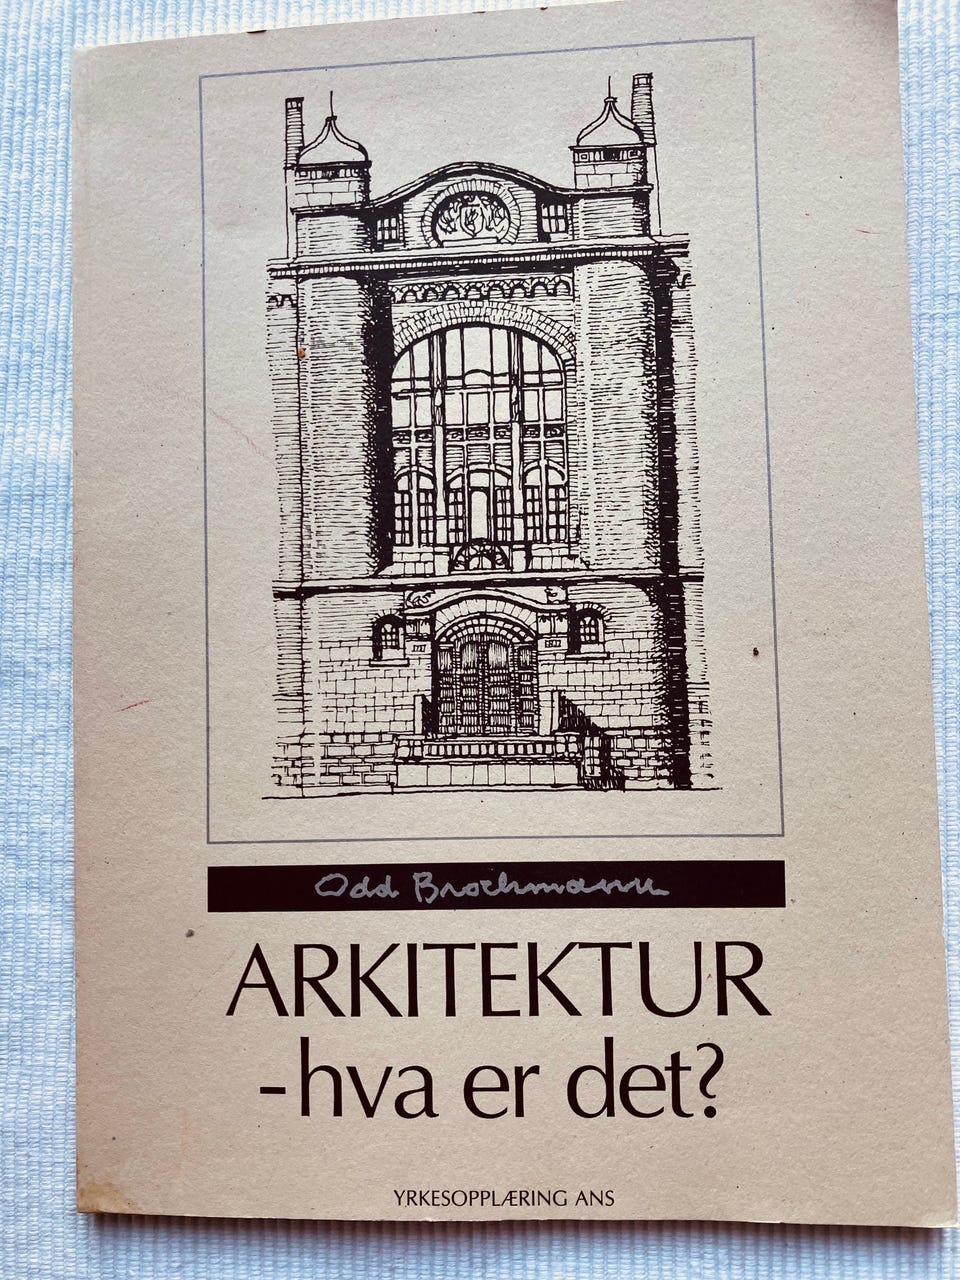 Odd Brochmann
ARKITEKTUR
-hva er det?
YRKESOPPLÆRING ANS